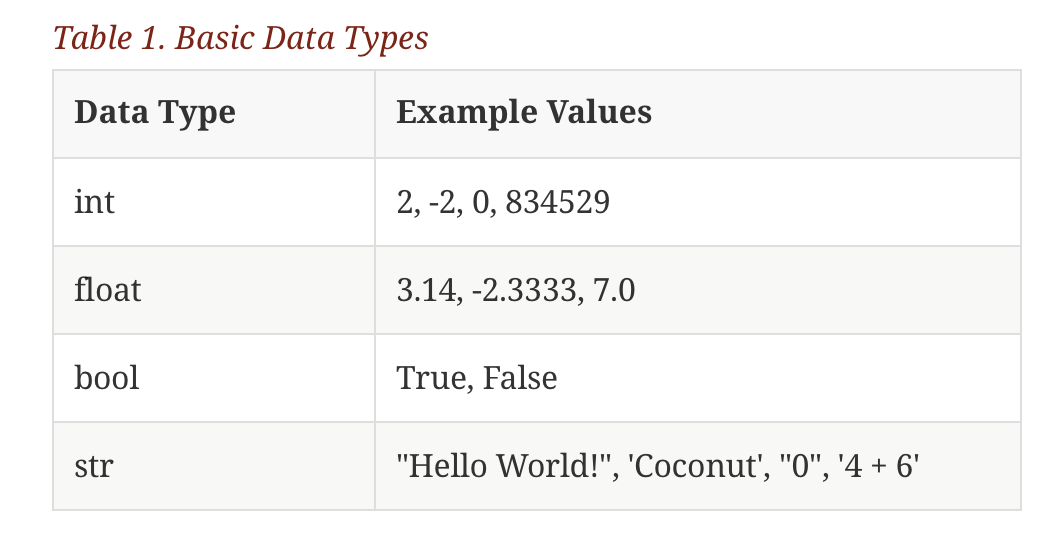 Table 1. Basic Data Types
Data Type Example Values
int 2, -2, 0, 834529
float 3.14, -2.3333, 7.0
bool True, False
str "Hello World!", 'Coconut', "0", '4 + 6'